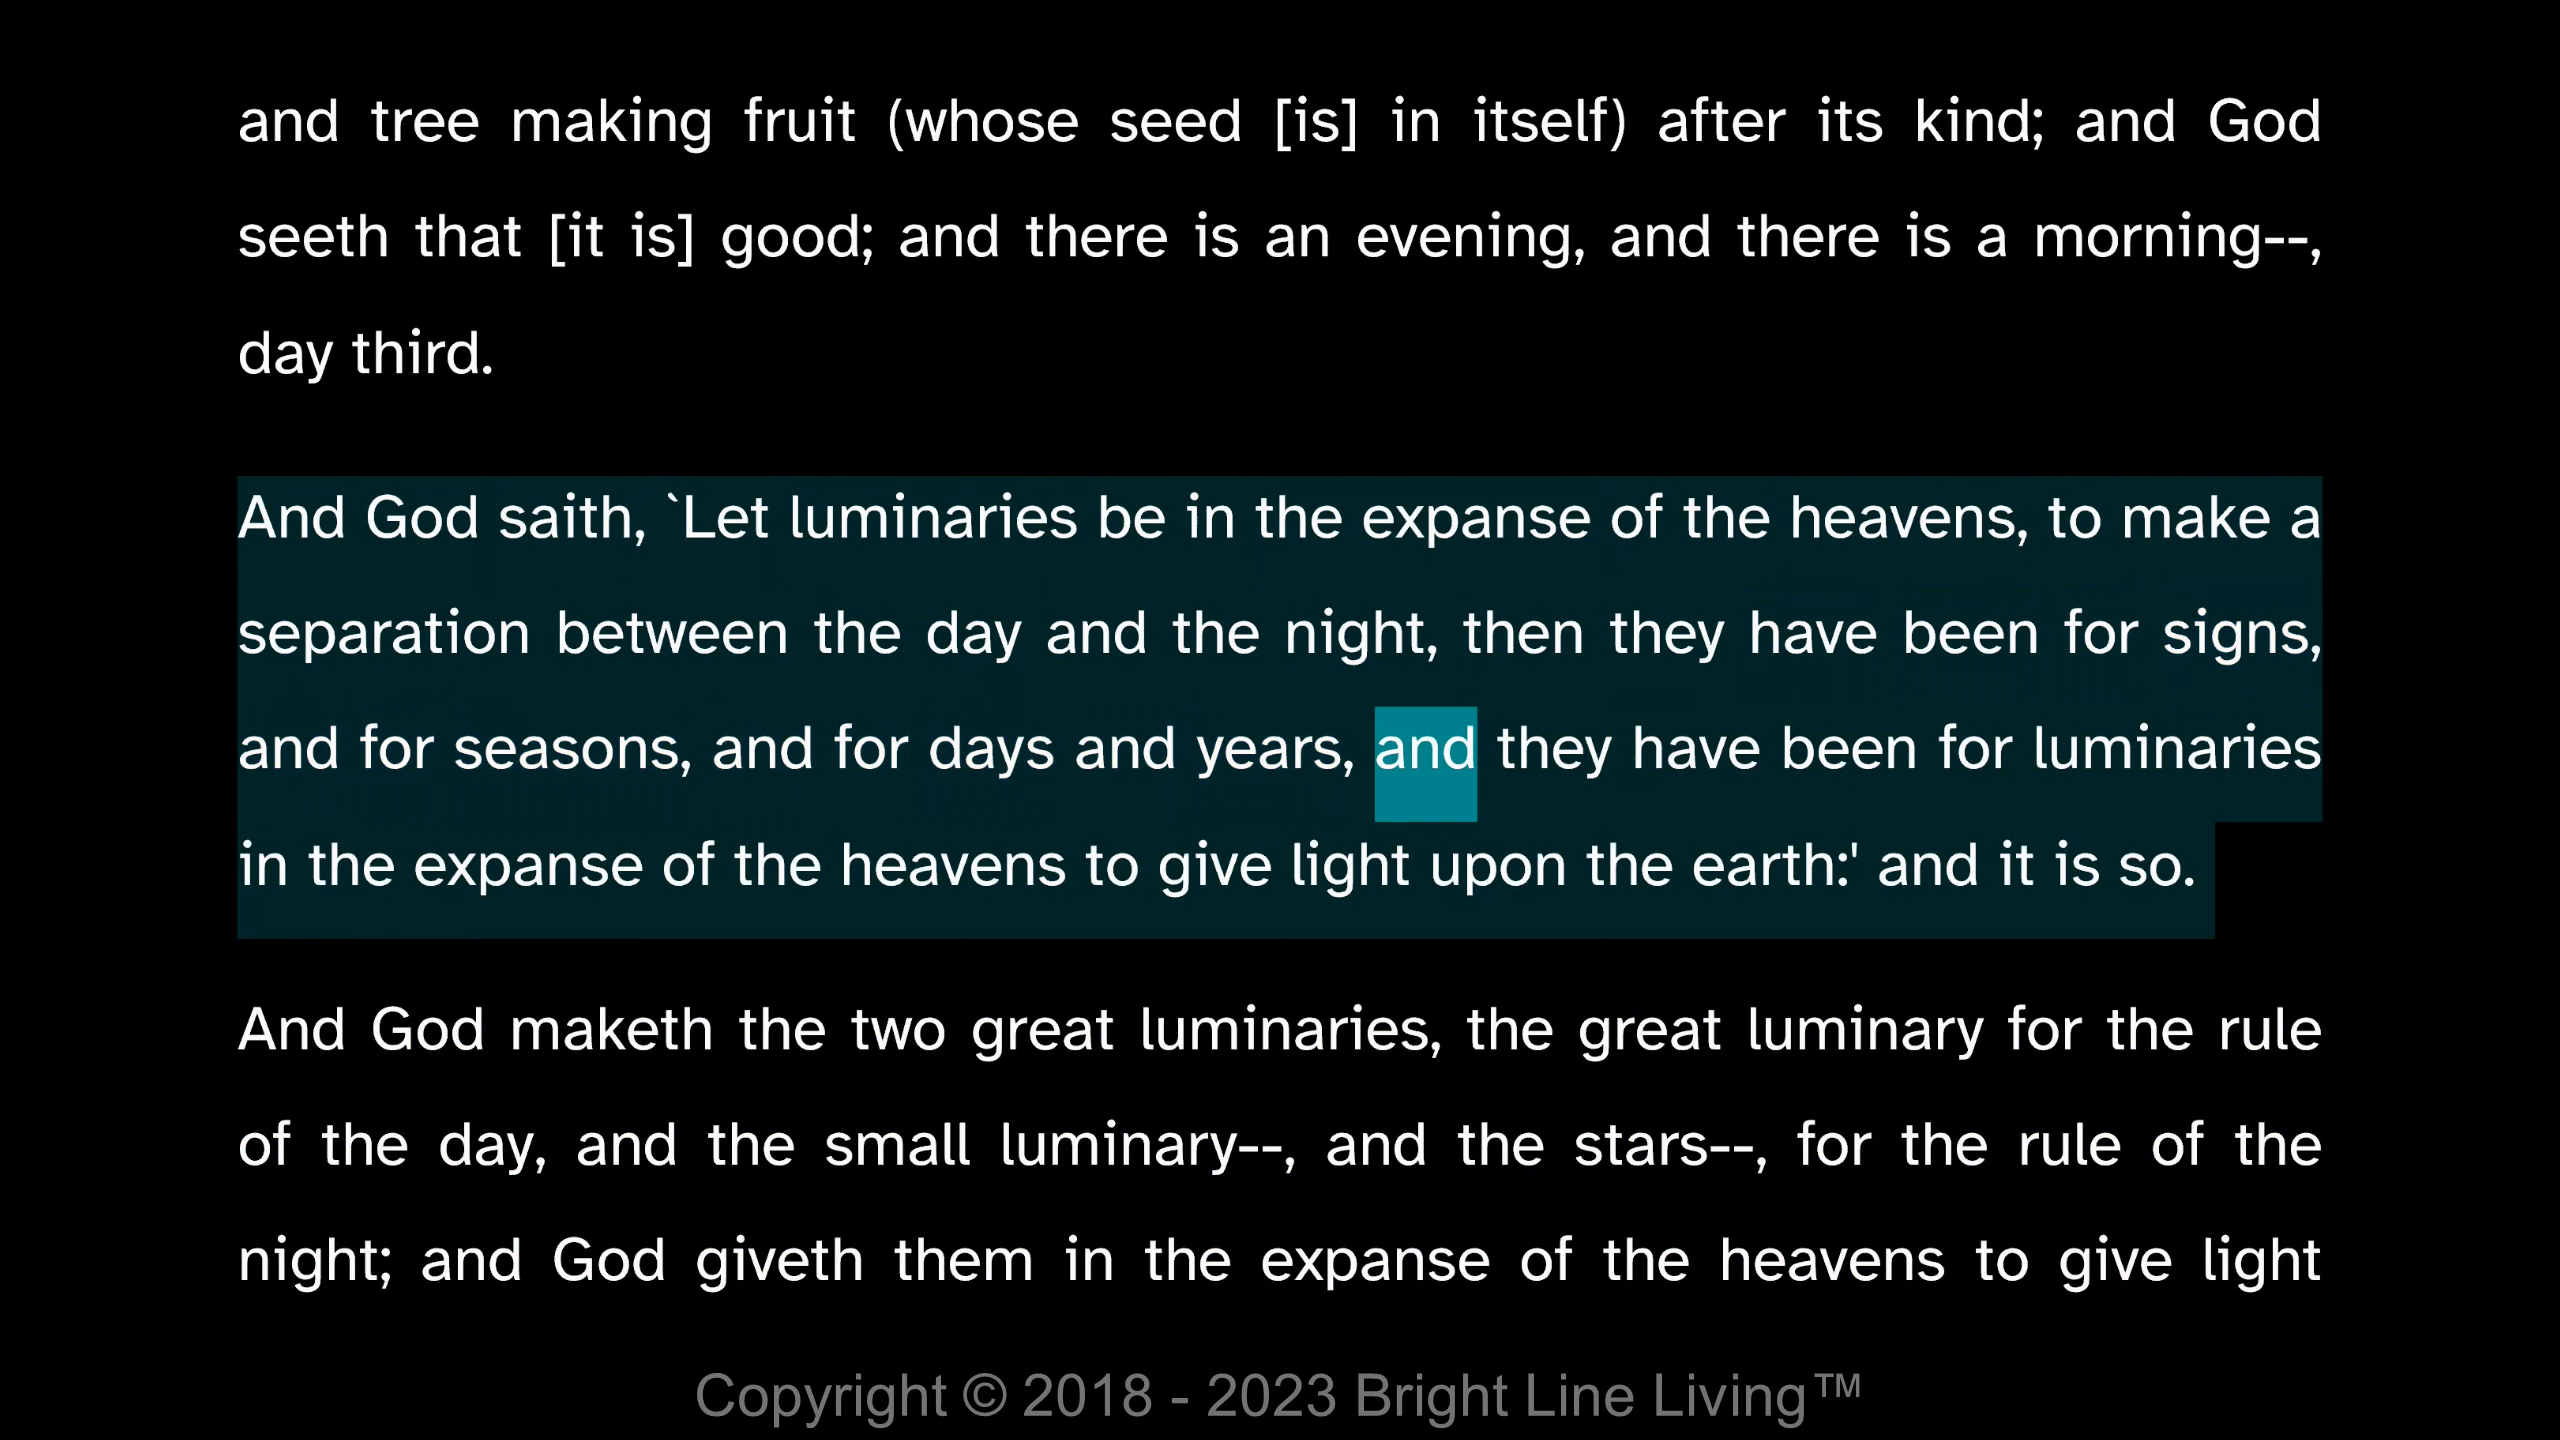 and tree making fruit (whose seed [is] in itself) after its kind; and God
seeth that [it is] good; and there is an evening, and there is a morning--,
day third.
And God saith, `Let luminaries be in the expanse of the heavens, to make a
separation between the day and the night, then they have been for signs,
and for seasons, and for days and years, and they have been for luminaries
in the expanse of the heavens to give light upon the earth:' and it is so.
And God maketh the two great luminaries, the great luminary for the rule
of the day, and the small luminary--, and the stars--, for the rule of the
night; and God giveth them in the expanse of the heavens to give light
Copyright © 2018 - 2023 Bright Line Living™